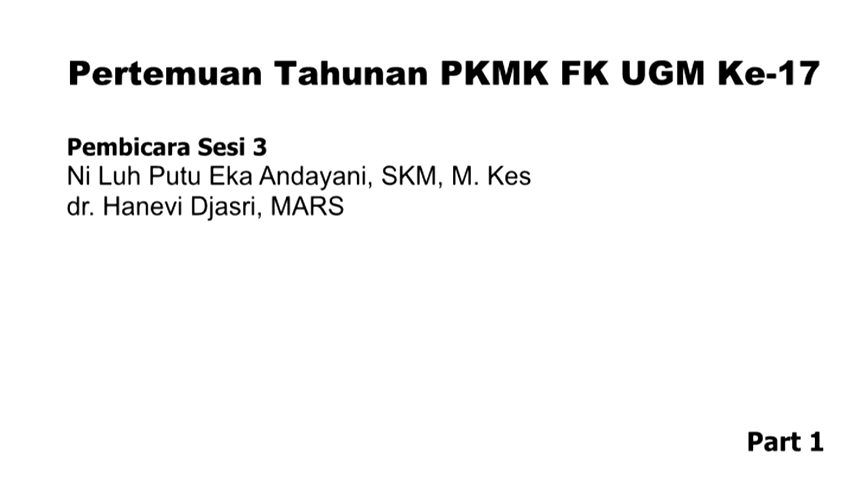 Pertemuan Tahunan PKMK FK UGM Ke-17
Pembicara Sesi 3
Ni Luh Putu Eka Andayani, SKM, M. Kes
dr. Hanevi Djasri, MARS
Part 1